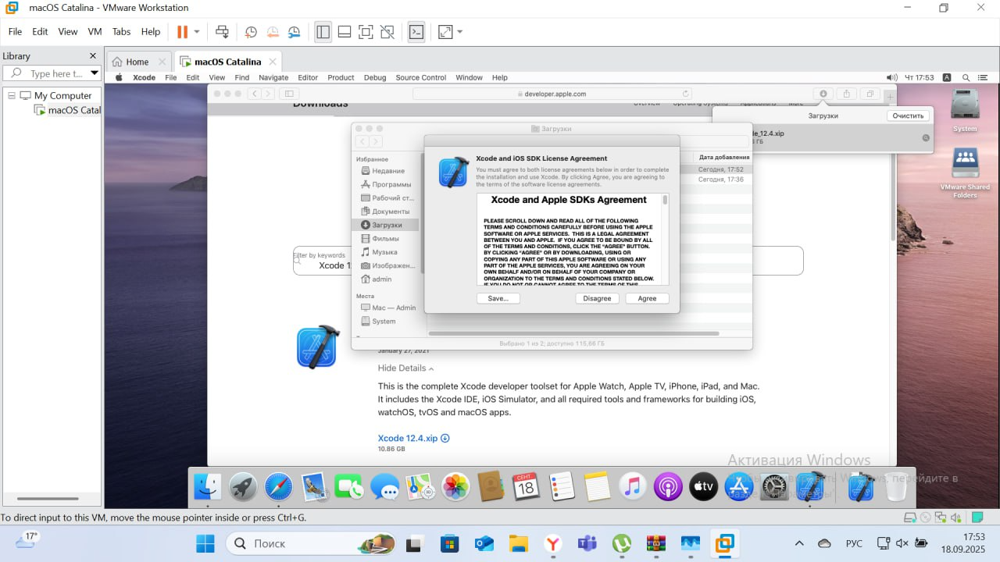 macOS Catalina - VMware Workstation
File Edit View VM Tabs Help
Library
Type here t...
My Computer
macOS Catal
Home
macOS Catalina
Xcode File Edit View Find Navigate Editor Product Debug Source Control Window Help
Чт 17:53 A
developer.apple.com
Downloads
Overview Operating Systems Applications More
Загрузки
Очистить
le_12.4.xip
3 ГБ
System
VMware Shared
Folders
Загрузки
Избранное
Недавние
Программы
Рабочий ст...
Документы
Загрузки
Фильмы
Музыка
Изображен...
admin
Места
Mac — Admin
System
Дата добавления
Сегодня, 17:52
Сегодня, 17:36
Xcode and iOS SDK License Agreement
You must agree to both license agreements below in order to complete
the installation and use Xcode. By clicking Agree, you are agreeing to
the terms of the software license agreements.
Xcode and Apple SDKs Agreement
PLEASE SCROLL DOWN AND READ ALL OF THE FOLLOWING
TERMS AND CONDITIONS CAREFULLY BEFORE USING THE APPLE
SOFTWARE OR APPLE SERVICES. THIS IS A LEGAL AGREEMENT
BETWEEN YOU AND APPLE. IF YOU AGREE TO BE BOUND BY ALL
OF THE TERMS AND CONDITIONS, CLICK THE “AGREE” BUTTON.
BY CLICKING “AGREE” OR BY DOWNLOADING, USING OR
COPYING ANY PART OF THIS APPLE SOFTWARE OR USING ANY
PART OF THE APPLE SERVICES, YOU ARE AGREEING ON YOUR
OWN BEHALF AND/OR ON BEHALF OF YOUR COMPANY OR
ORGANIZATION TO THE TERMS AND CONDITIONS STATED BELOW.
IF YOU DO NOT OR CANNOT AGREE TO THE TERMS OF THIS
Save...
Disagree
Agree
Выбрано 1 из 2; доступно 116,66 ГБ
Filter by keywords
Xcode 1
January 27, 2021
Hide Details
This is the complete Xcode developer toolset for Apple Watch, Apple TV, iPhone, iPad, and Mac.
It includes the Xcode IDE, iOS Simulator, and all required tools and frameworks for building iOS,
watchOS, tvOS and macOS apps.
Xcode 12.4.xip
10.86 GB
Активация Windows
Windows, перейдите в
СЕНТ.
18
tv
To direct input to this VM, move the mouse pointer inside or press Ctrl+G.
17°
Поиск
РУС
17:53
18.09.2025